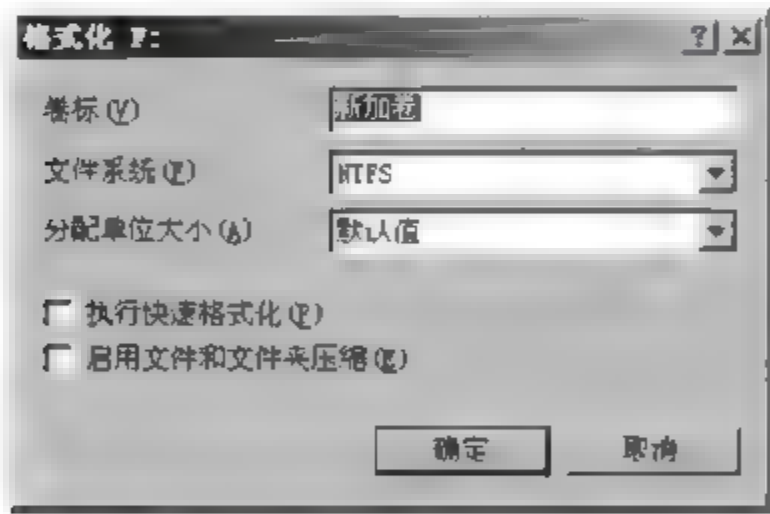 格式化 F:
卷标(V)
新加卷
文件系统(F)
NTFS
分配单位大小(A)
默认值
执行快速格式化(P)
启用文件和文件夹压缩(E)
确定
取消